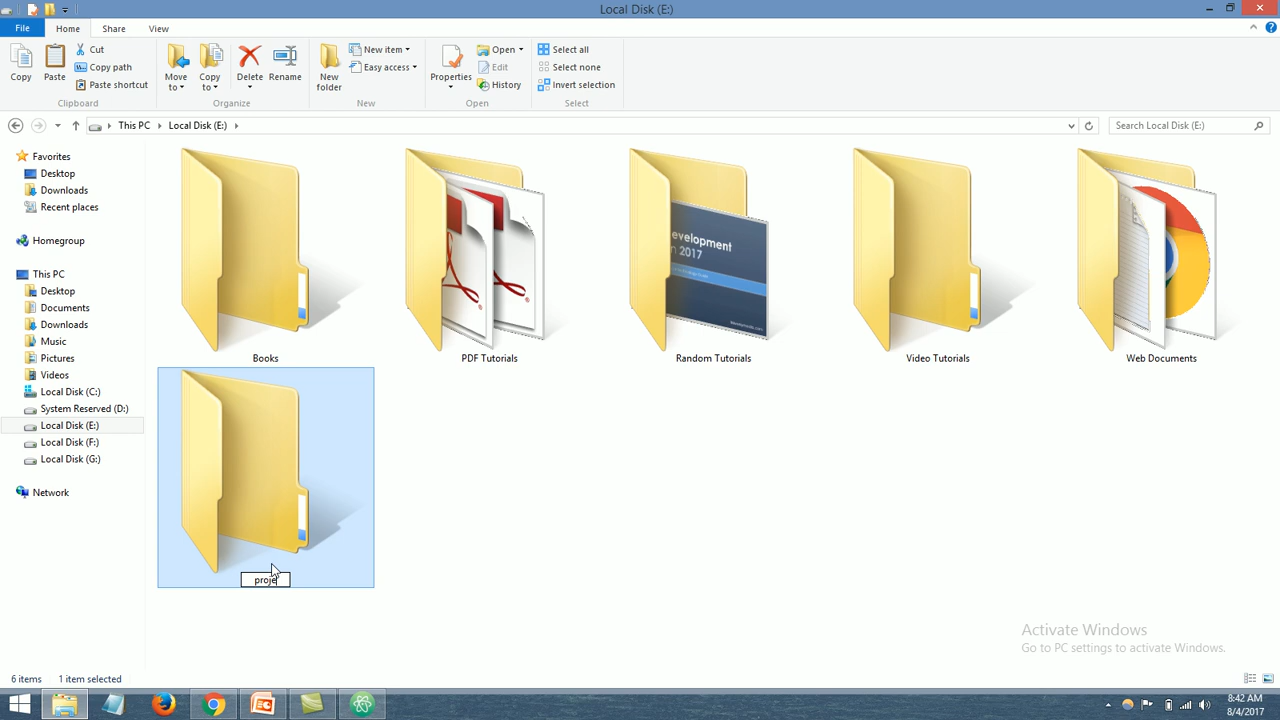 Local Disk (E:)
File Home Share View
Copy
Paste
Cut
Copy path
Paste shortcut
Clipboard
Move to
Copy to
Delete
Rename
Organize
New folder
New item
Easy access
New
Properties
Open
Edit
History
Open
Select all
Select none
Invert selection
Select
This PC Local Disk (E:)
Search Local Disk (E:)
Favorites
Desktop
Downloads
Recent places
Homegroup
This PC
Desktop
Documents
Downloads
Music
Pictures
Videos
Local Disk (C:)
System Reserved (D:)
Local Disk (E:)
Local Disk (F:)
Local Disk (G:)
Network
evelopment
n 2017
Books
PDF Tutorials
Random Tutorials
Video Tutorials
Web Documents
proje
Activate Windows
Go to PC settings to activate Windows.
6 items 1 item selected
8:42 AM
8/4/2017